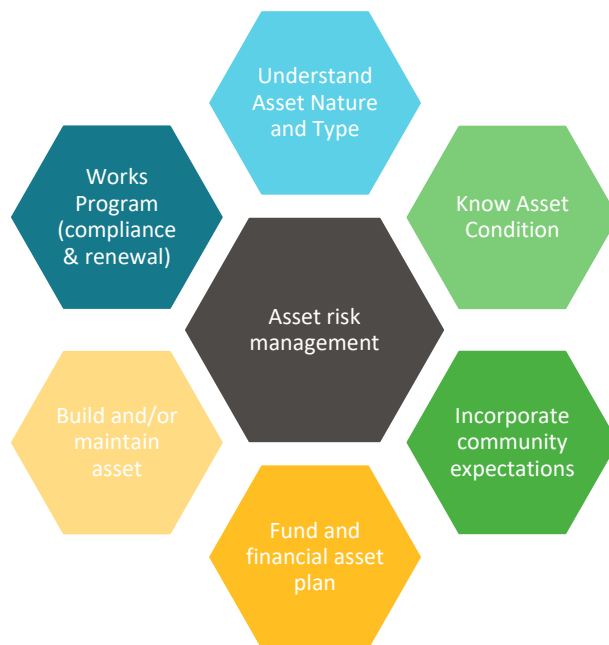 Understand
Asset Nature
and Type
Works
Program
(compliance
& renewal)
Know Asset
Condition
Asset risk
management
Build and/or
maintain
asset
Incorporate
community
expectations
Fund and
financial asset
plan